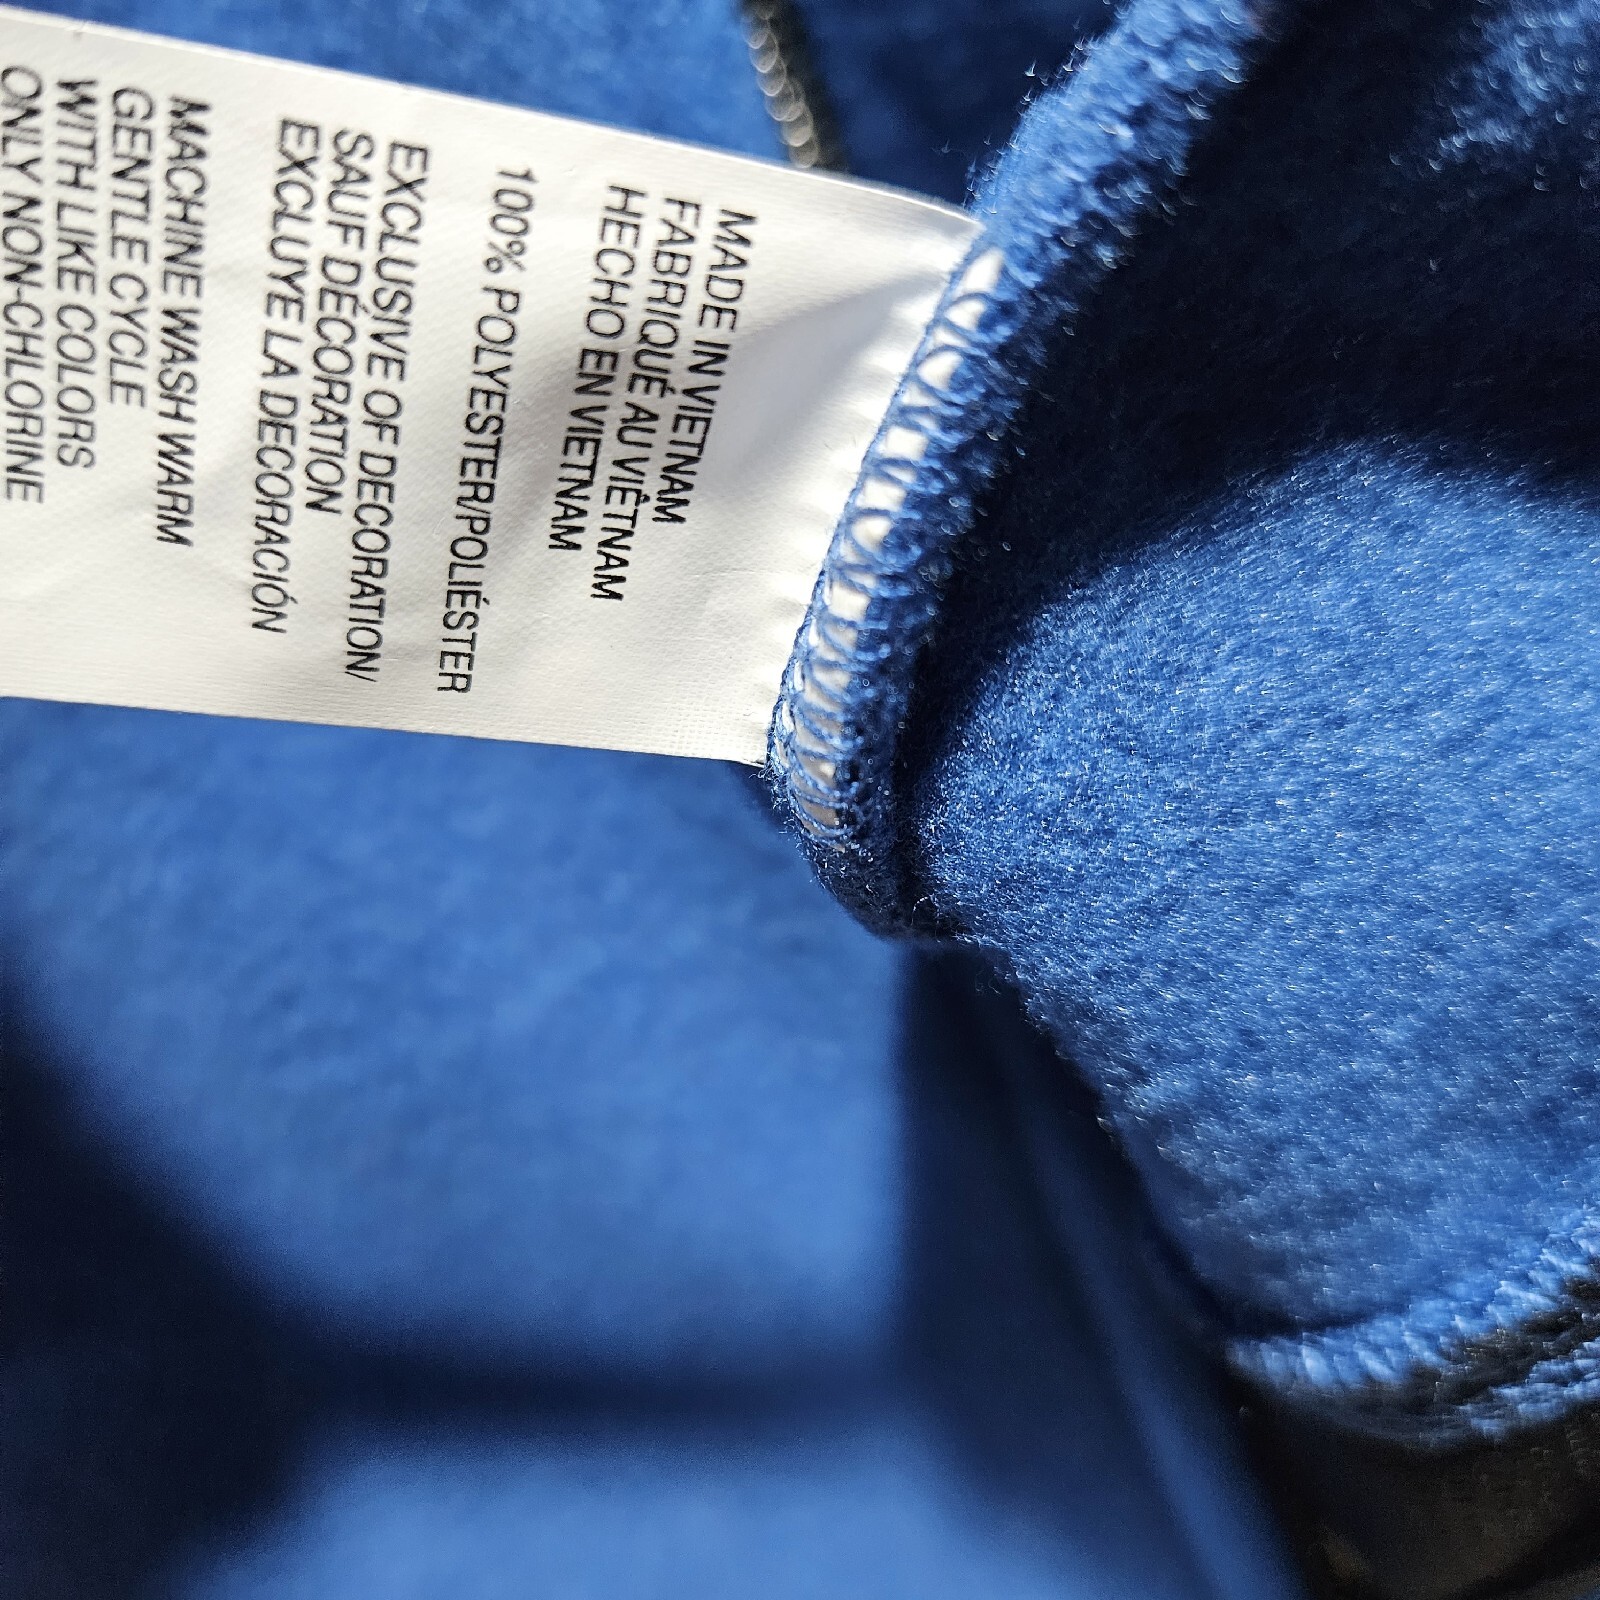 MADE IN VIETNAM
FABRIQUÉ AU VIÊTNAM
HECHO EN VIETNAM
100% POLYESTER/POLIÉSTER
EXCLUSIVE OF DECORATION/
SAUF DÉCORATION
EXCLUYE LA DECORACIÓN
MACHINE WASH WARM
GENTLE CYCLE
WITH LIKE COLORS
ONLY NON-CHLORINE